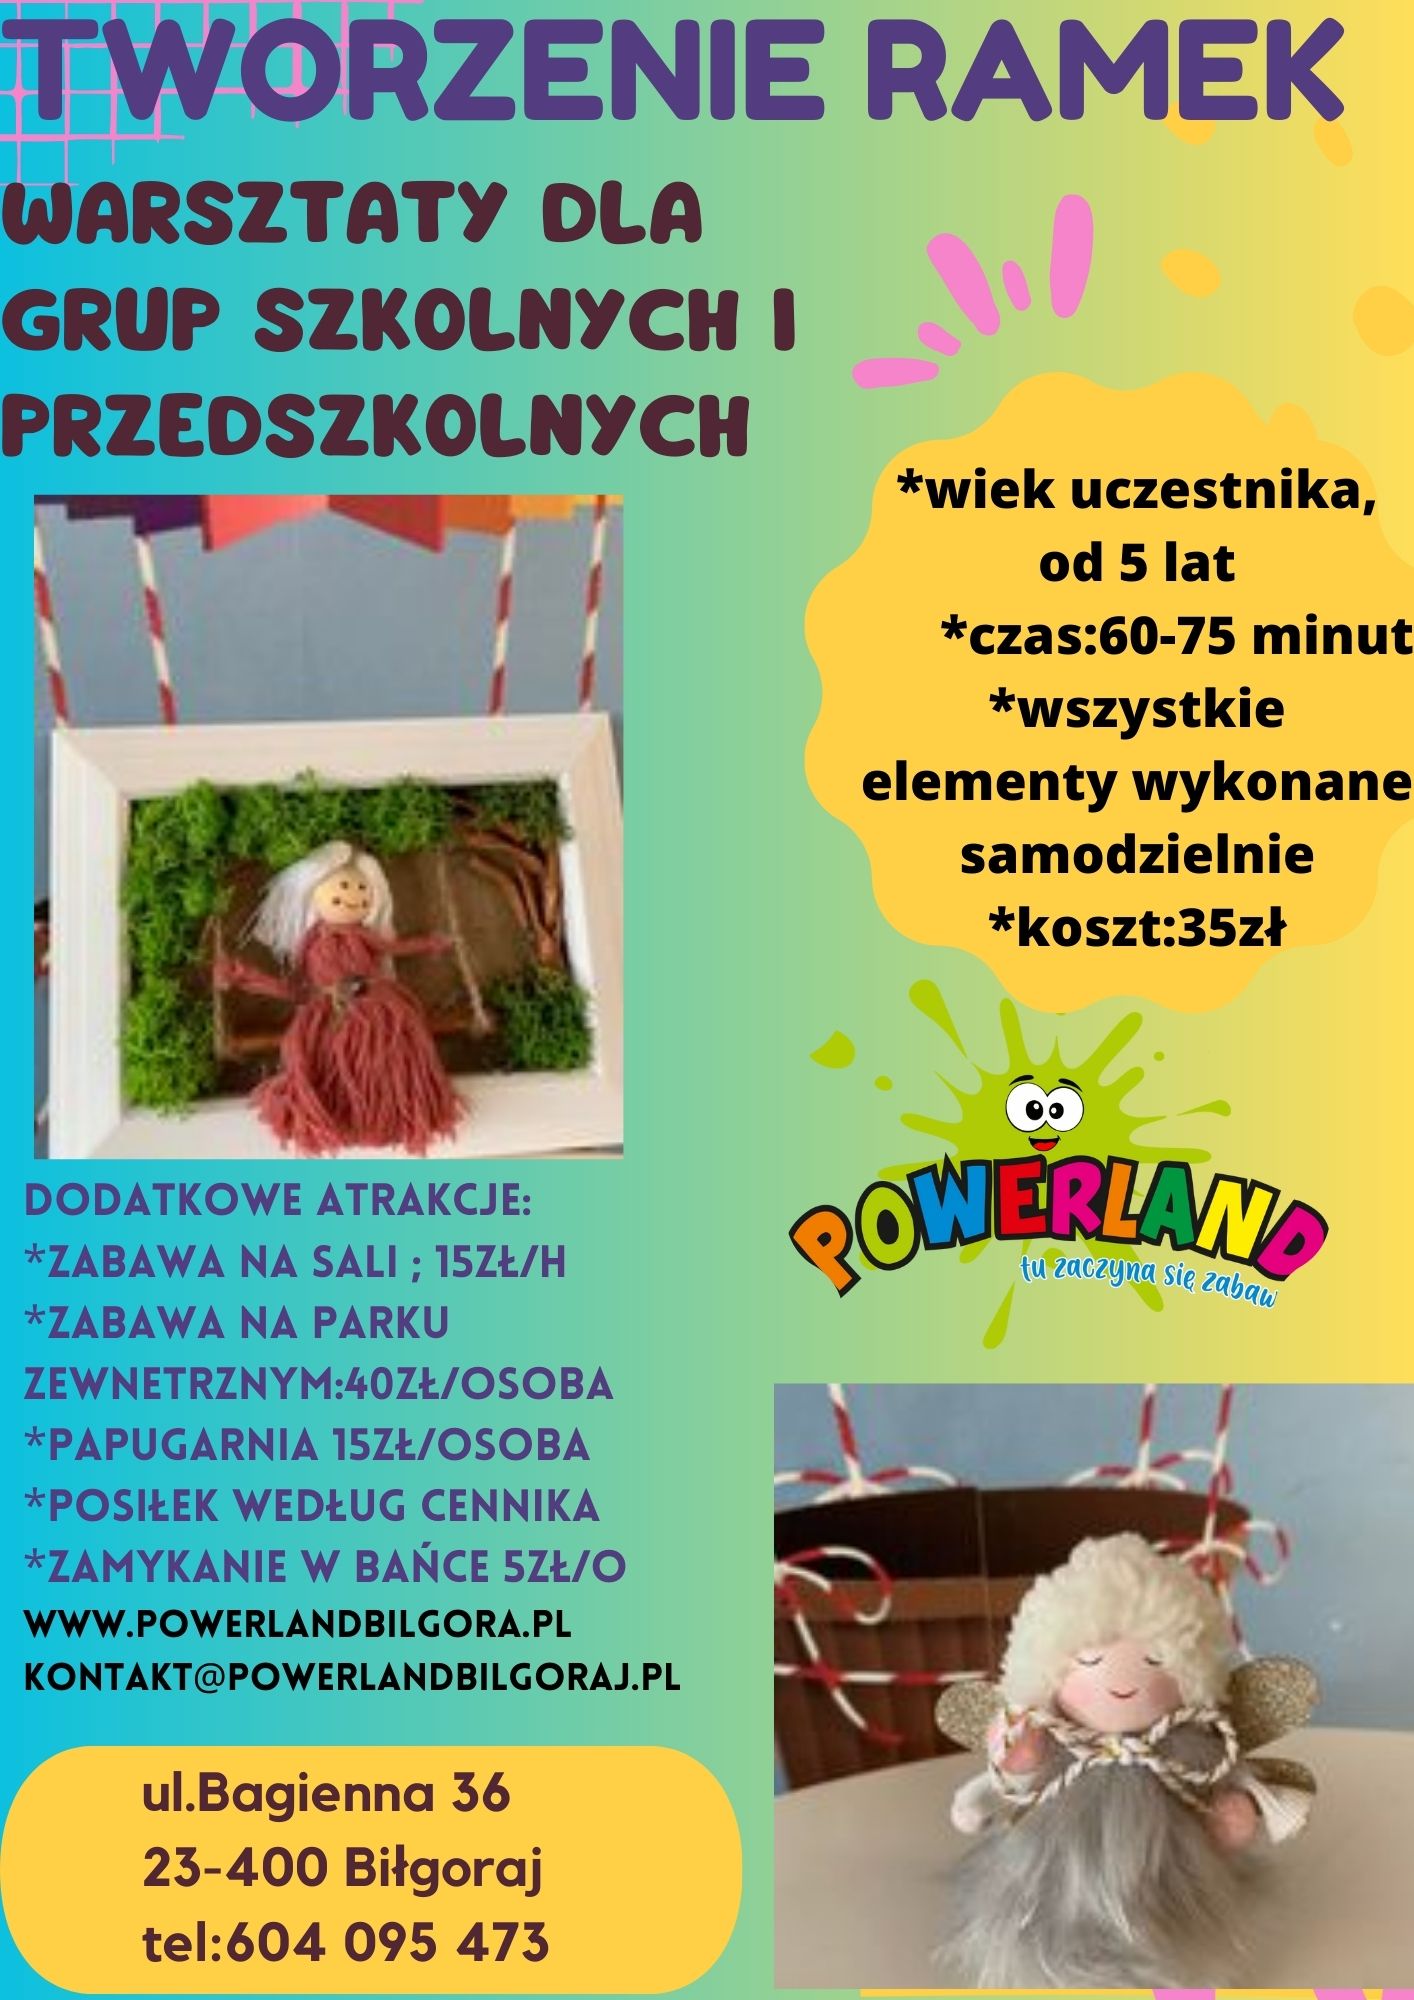 TWORZENIE RAMEK
WARSZTATY DLA
GRUP SZKOLNYCH I
PRZEDSZKOLNYCH
*wiek uczestnika,
od 5 lat
*czas:60-75 minut
*wszystkie
elementy wykonane
samodzielnie
*koszt:35zł
POWERLAND
tu zaczyna się zabaw
DODATKOWE ATRAKCJE:
*ZABAWA NA SALI ; 15ZŁ/H
*ZABAWA NA PARKU
ZEWNETRZNYM:40ZŁ/OSOBA
*PAPUGARNIA 15ZŁ/OSOBA
*POSIŁEK WEDŁUG CENNIKA
*ZAMYKANIE W BAŃCE 5ZŁ/O
WWW.POWERLANDBILGORA.PL
KONTAKT@POWERLANDBILGORAJ.PL
ul.Bagienna 36
23-400 Biłgoraj
tel:604 095 473